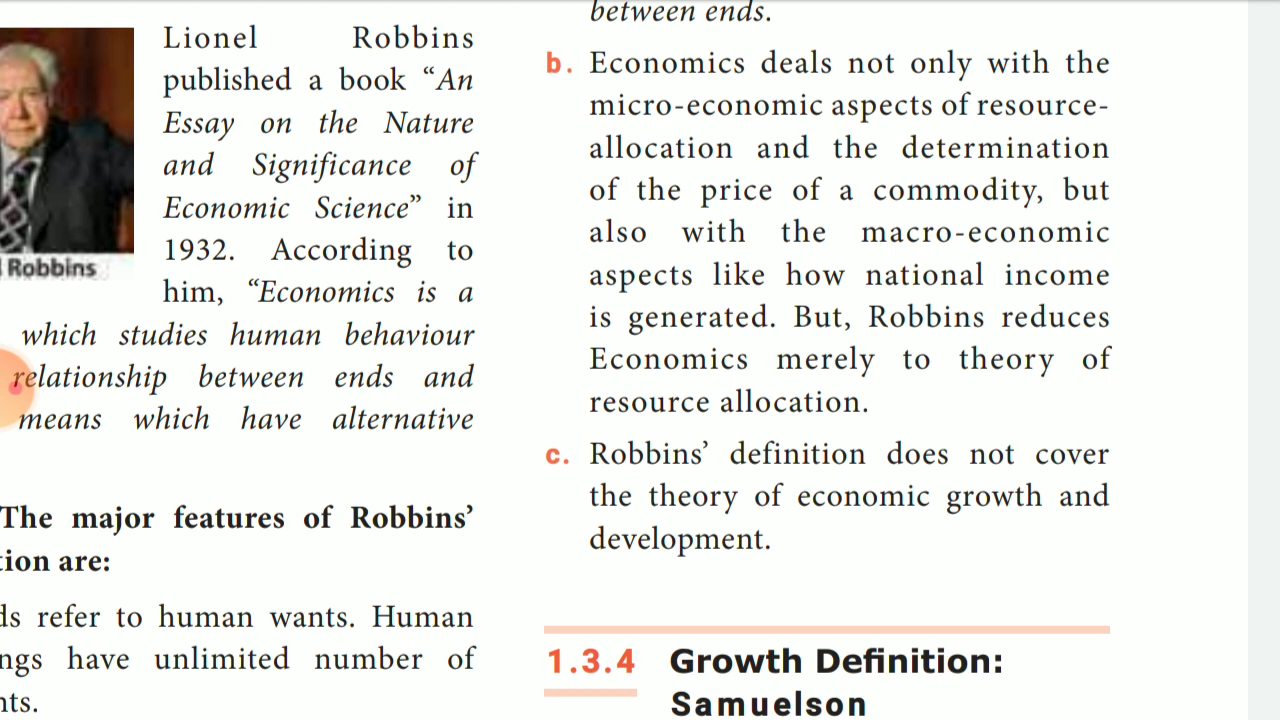 Lionel Robbins
published a book “An
Essay on the Nature
and Significance of
Economic Science” in
1932. According to
him, “Economics is a
Robbins
which studies human behaviour
relationship between ends and
means which have alternative
The major features of Robbins’
are:
refer to human wants. Human
have unlimited number of
between ends.
b. Economics deals not only with the
micro-economic aspects of resource-
allocation and the determination
of the price of a commodity, but
also with the macro-economic
aspects like how national income
is generated. But, Robbins reduces
Economics merely to theory of
resource allocation.
c. Robbins’ definition does not cover
the theory of economic growth and
development.
1.3.4 Growth Definition:
Samuelson